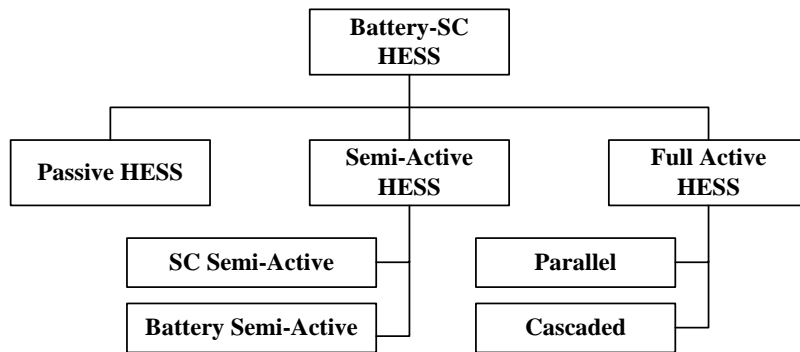 Battery-SC
HESS
Passive HESS
Semi-Active
HESS
Full Active
HESS
SC Semi-Active
Battery Semi-Active
Parallel
Cascaded